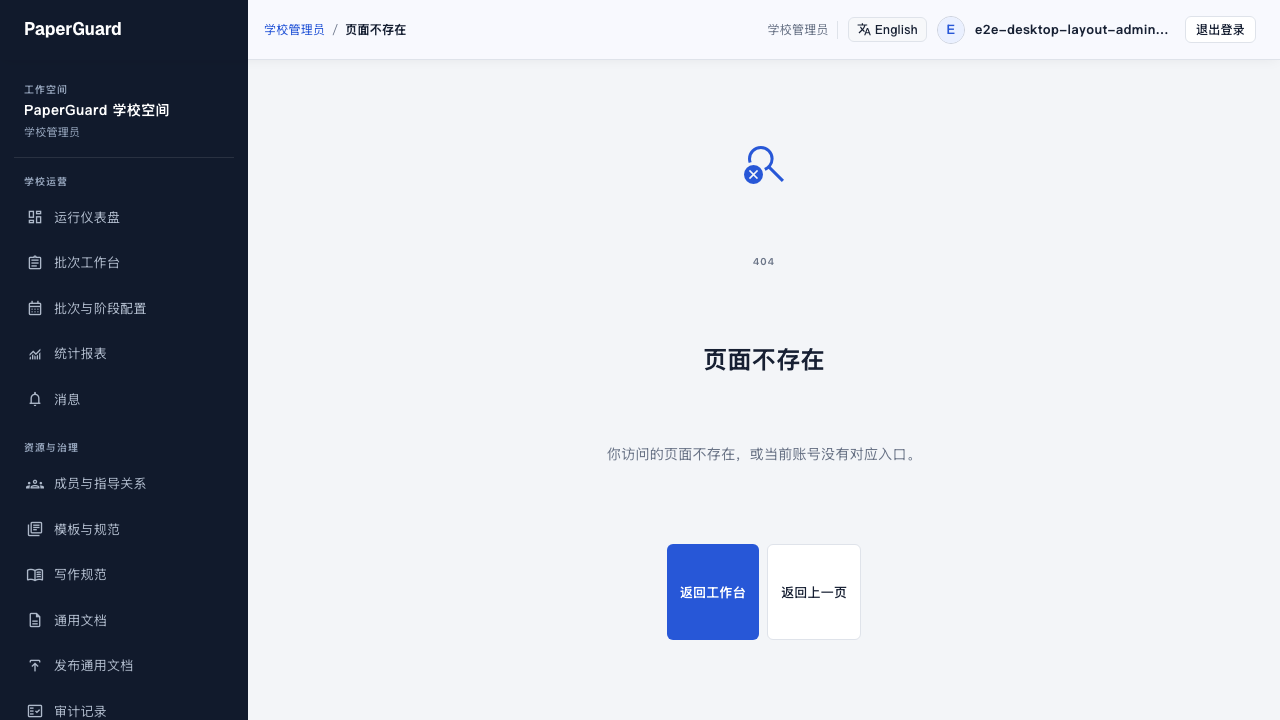 PaperGuard
工作空间
PaperGuard 学校空间
学校管理员
学校运营
运行仪表盘
批次工作台
批次与阶段配置
统计报表
消息
资源与治理
成员与指导关系
模板与规范
写作规范
通用文档
发布通用文档
审计记录
学校管理员 / 页面不存在
学校管理员
English
E
e2e-desktop-layout-admin...
退出登录
404
页面不存在
你访问的页面不存在，或当前账号没有对应入口。
返回工作台
返回上一页